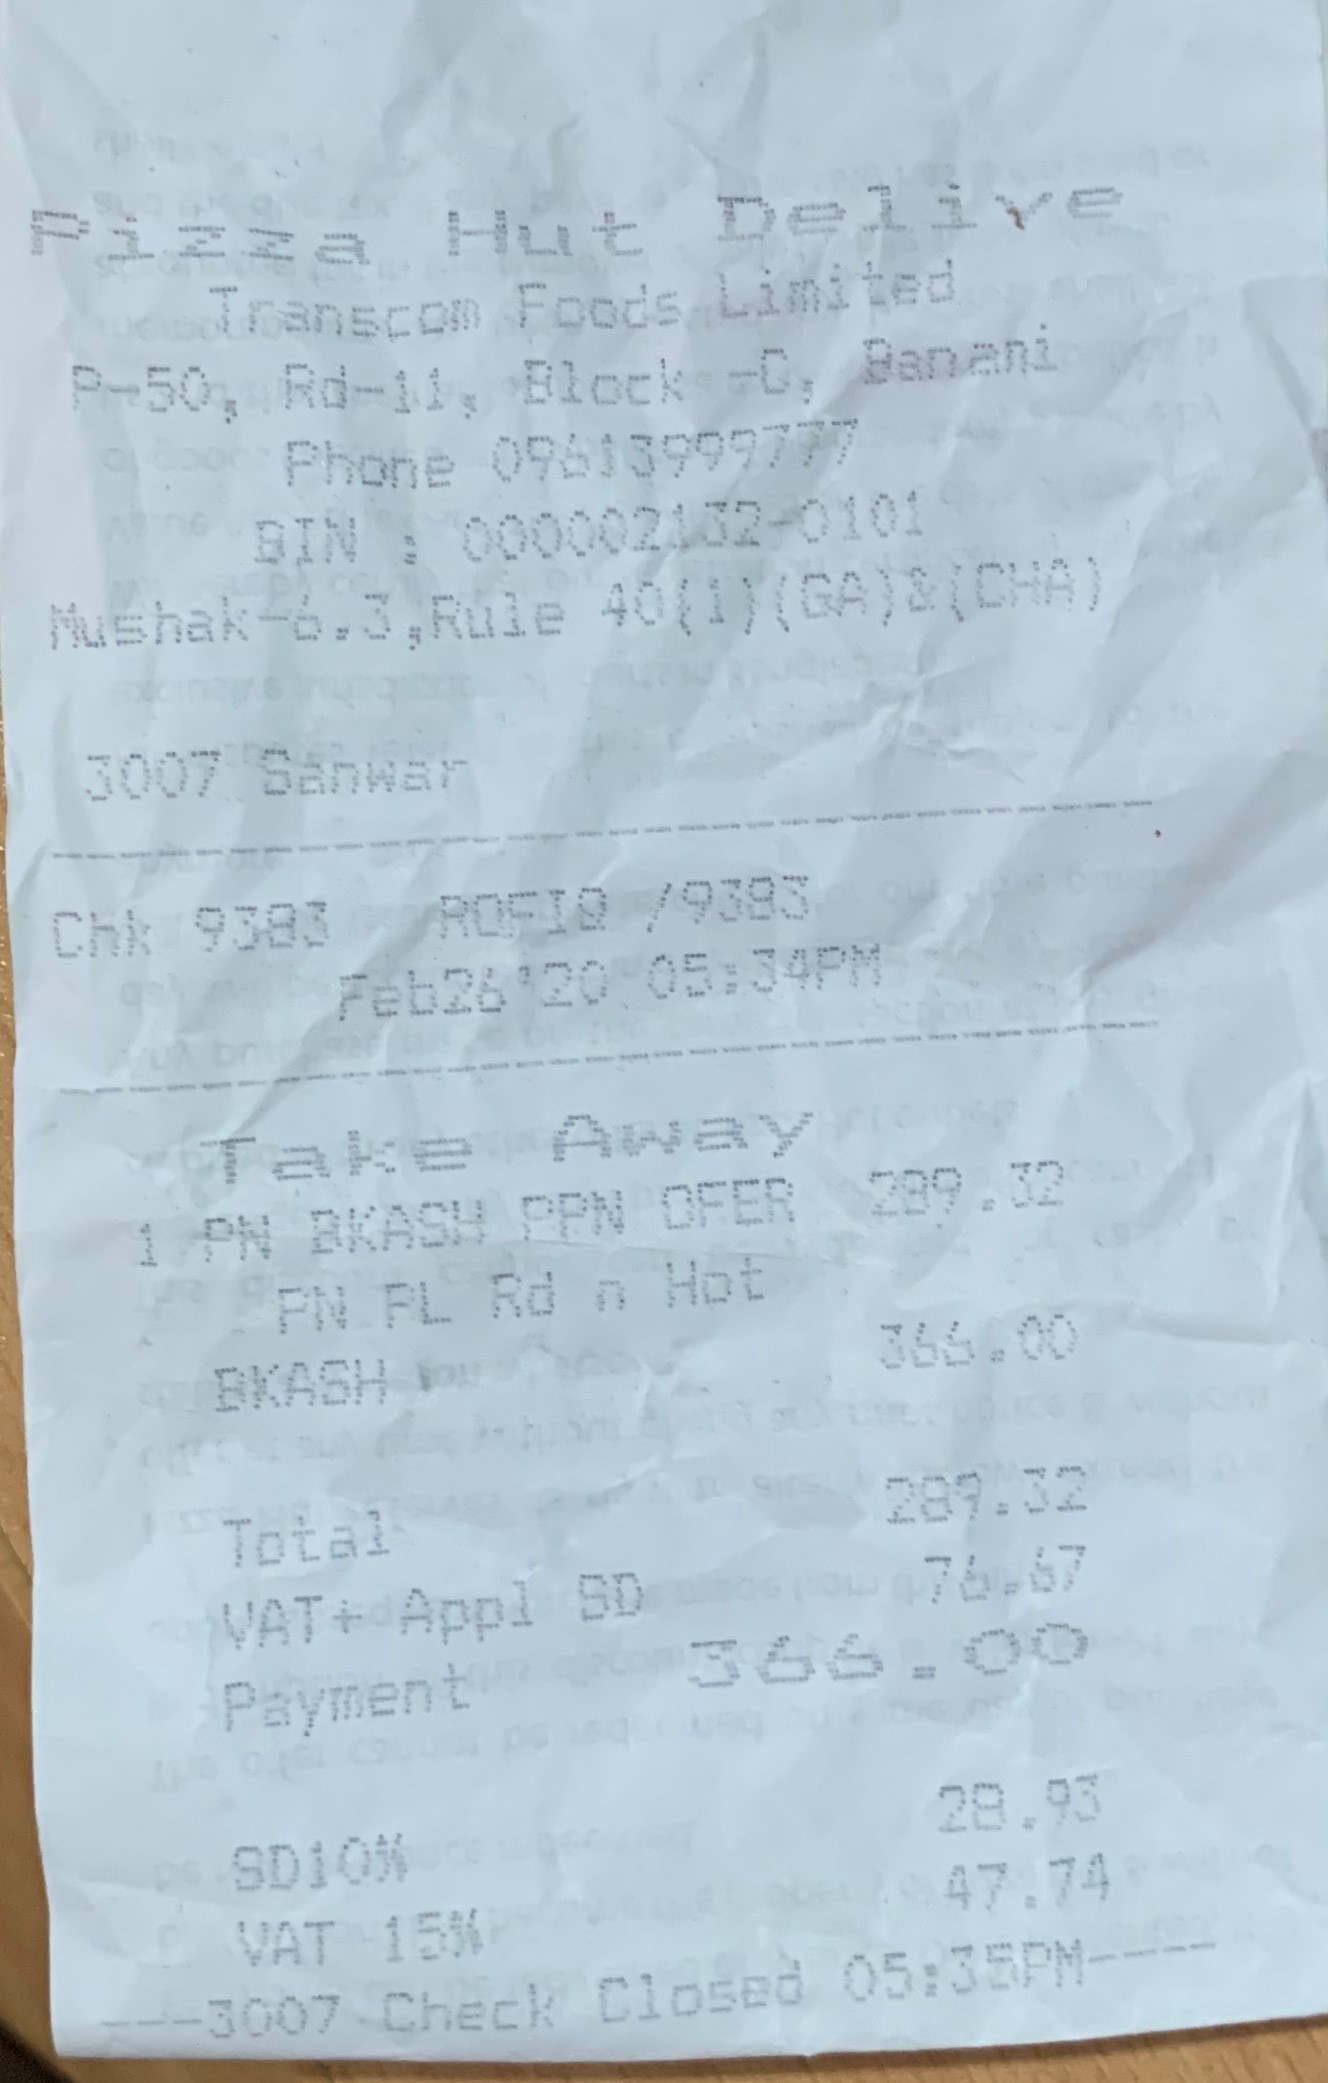 Pizza Hut Delive
Transcom Foods Limited
P-50, Rd-11, Block -C, Banani
Phone 09613999777
BIN : 000002132-0101
Mushak-6.3,Rule 40(1)(GA)&(CHA)
3007 Sanwar
CHK 9383 /9383
Feb26'20 05:34PM
Take Away
1 PH BKASH PAN OFER 289.32
PN PL Rd n Hot
BKASH 366.00
Total 289.32
VAT+ Appl SD 76.67
Payment 366.00
SD10% 28.93
VAT 15% 47.74
---3007 Check Closed 05:35PM----